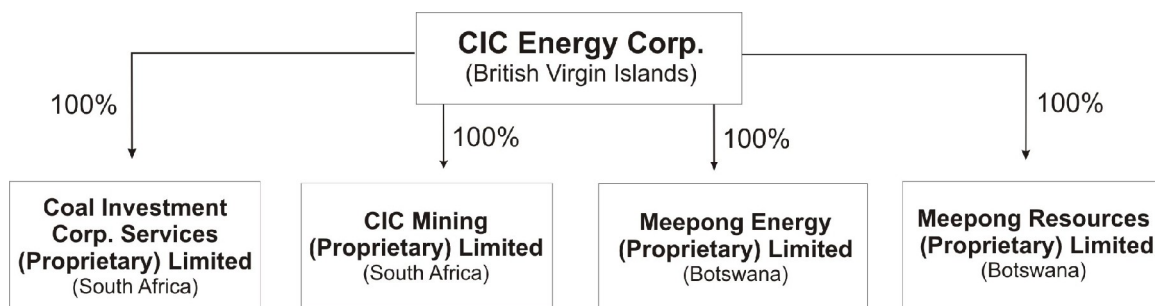 CIC Energy Corp.
(British Virgin Islands)
100%
100%
100%
100%
Coal Investment
Corp. Services
(Proprietary) Limited
(South Africa)
CIC Mining
(Proprietary) Limited
(South Africa)
Meepong Energy
(Proprietary) Limited
(Botswana)
Meepong Resources
(Proprietary) Limited
(Botswana)